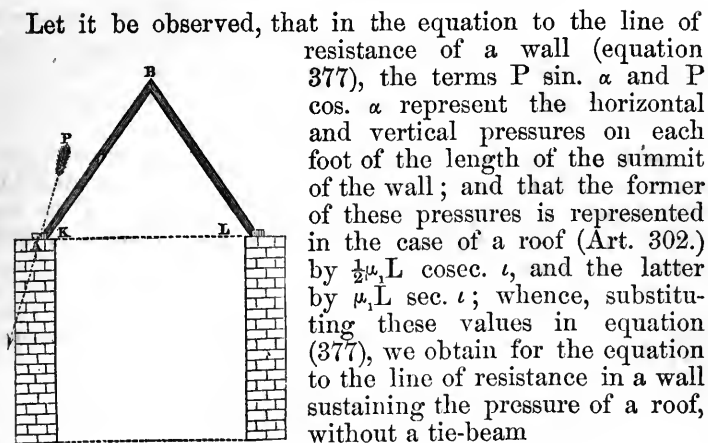 Let it be observed, that in the equation to the line of
resistance of a wall (equation
377), the terms P sin. α and P
cos. α represent the horizontal
and vertical pressures on each
foot of the length of the summit
of the wall; and that the former
of these pressures is represented
in the case of a roof (Art. 302.)
by ½μ₁L cosec. ι, and the latter
by μ₁L sec. ι; whence, substitu-
ting these values in equation
(377), we obtain for the equation
to the line of resistance in a wall
sustaining the pressure of a roof,
without a tie-beam
B
P
K
L